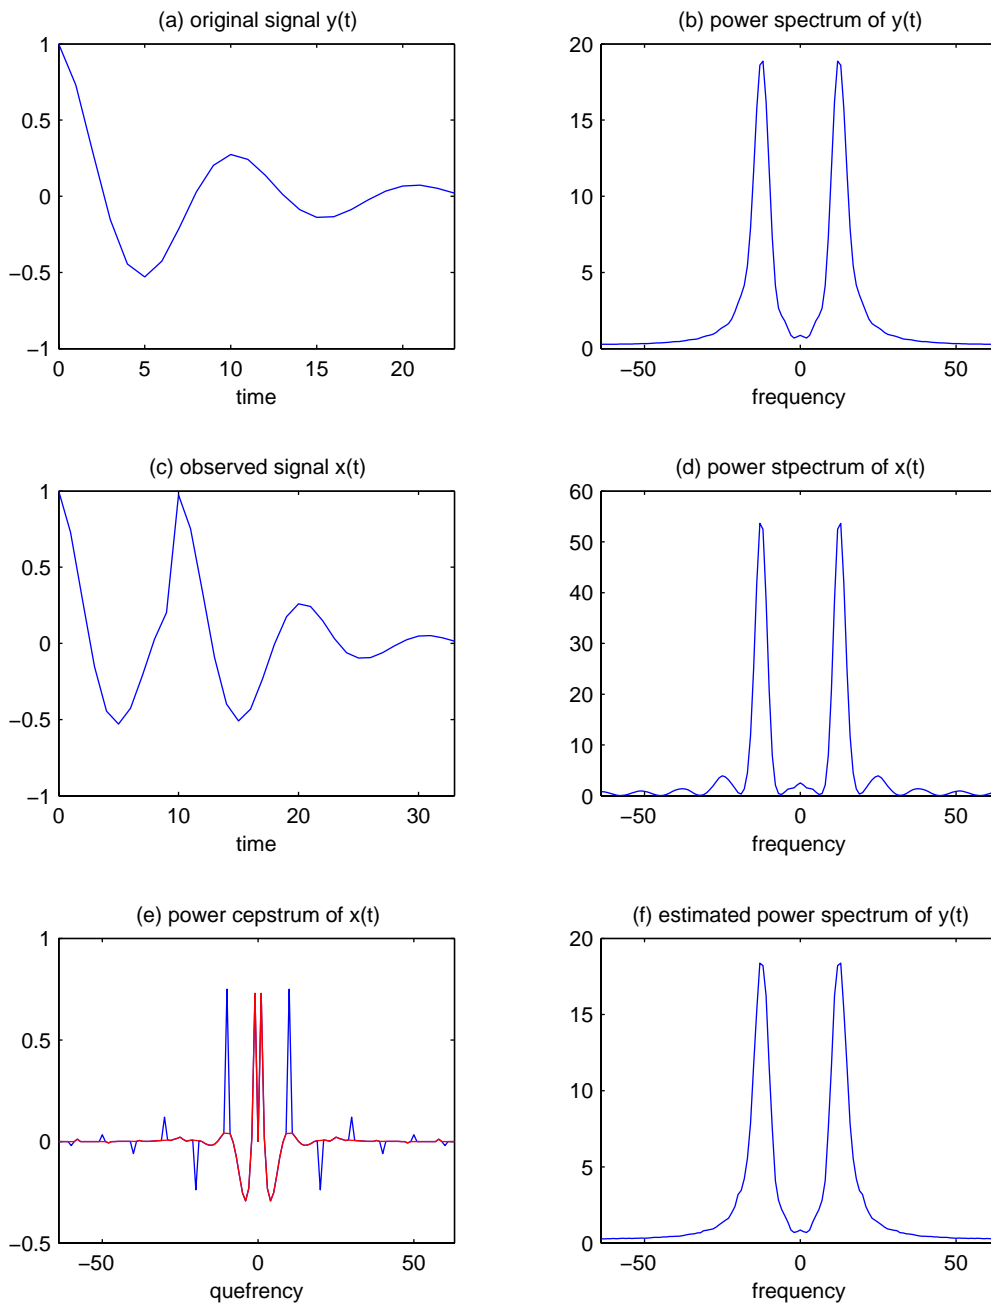 (a) original signal y(t)
1
0.5
0
−0.5
−1
0 5 10 15 20
time
(b) power spectrum of y(t)
20
15
10
5
0
−50 0 50
frequency
(c) observed signal x(t)
1
0.5
0
−0.5
−1
0 10 20 30
time
(d) power stpectrum of x(t)
60
50
40
30
20
10
0
−50 0 50
frequency
(e) power cepstrum of x(t)
1
0.5
0
−0.5
−50 0 50
quefrency
(f) estimated power spectrum of y(t)
20
15
10
5
0
−50 0 50
frequency